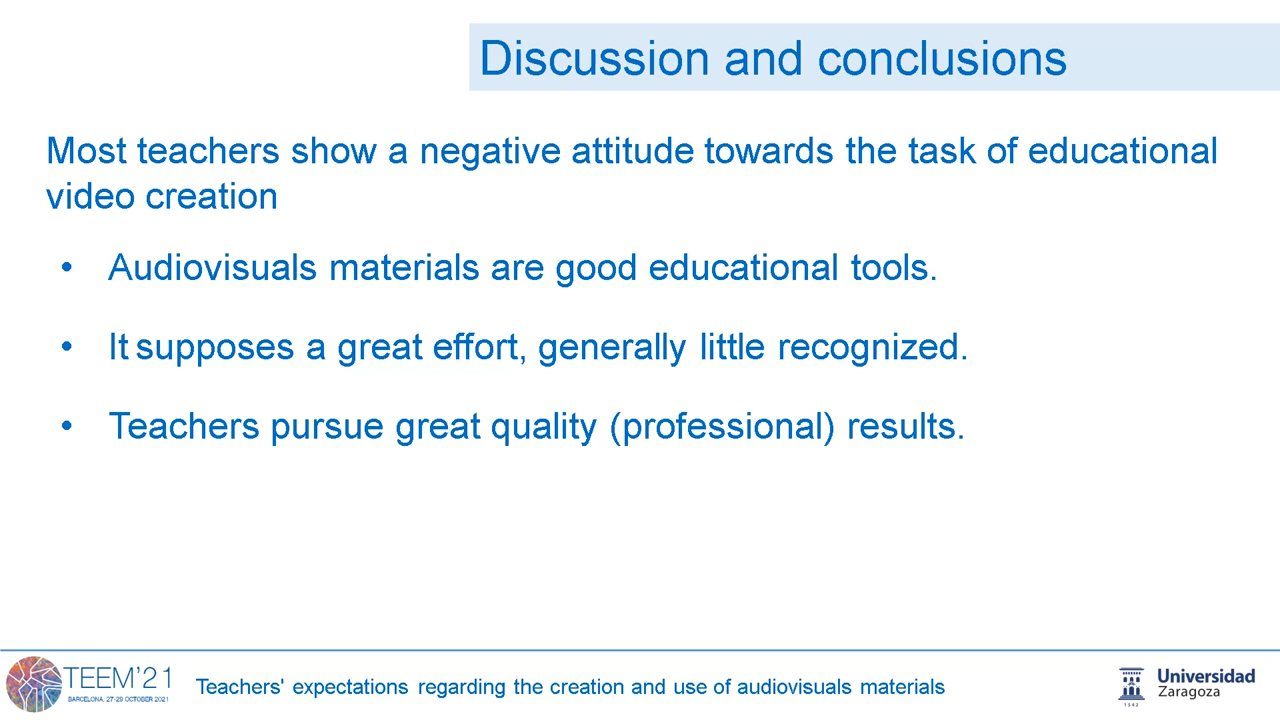 Discussion and conclusions
Most teachers show a negative attitude towards the task of educational
video creation
• Audiovisuals materials are good educational tools.
• It supposes a great effort, generally little recognized.
• Teachers pursue great quality (professional) results.
TEEM'21
BARCELONA, 27-29 OCTOBER 2021
Teachers' expectations regarding the creation and use of audiovisuals materials
Universidad
Zaragoza
1542